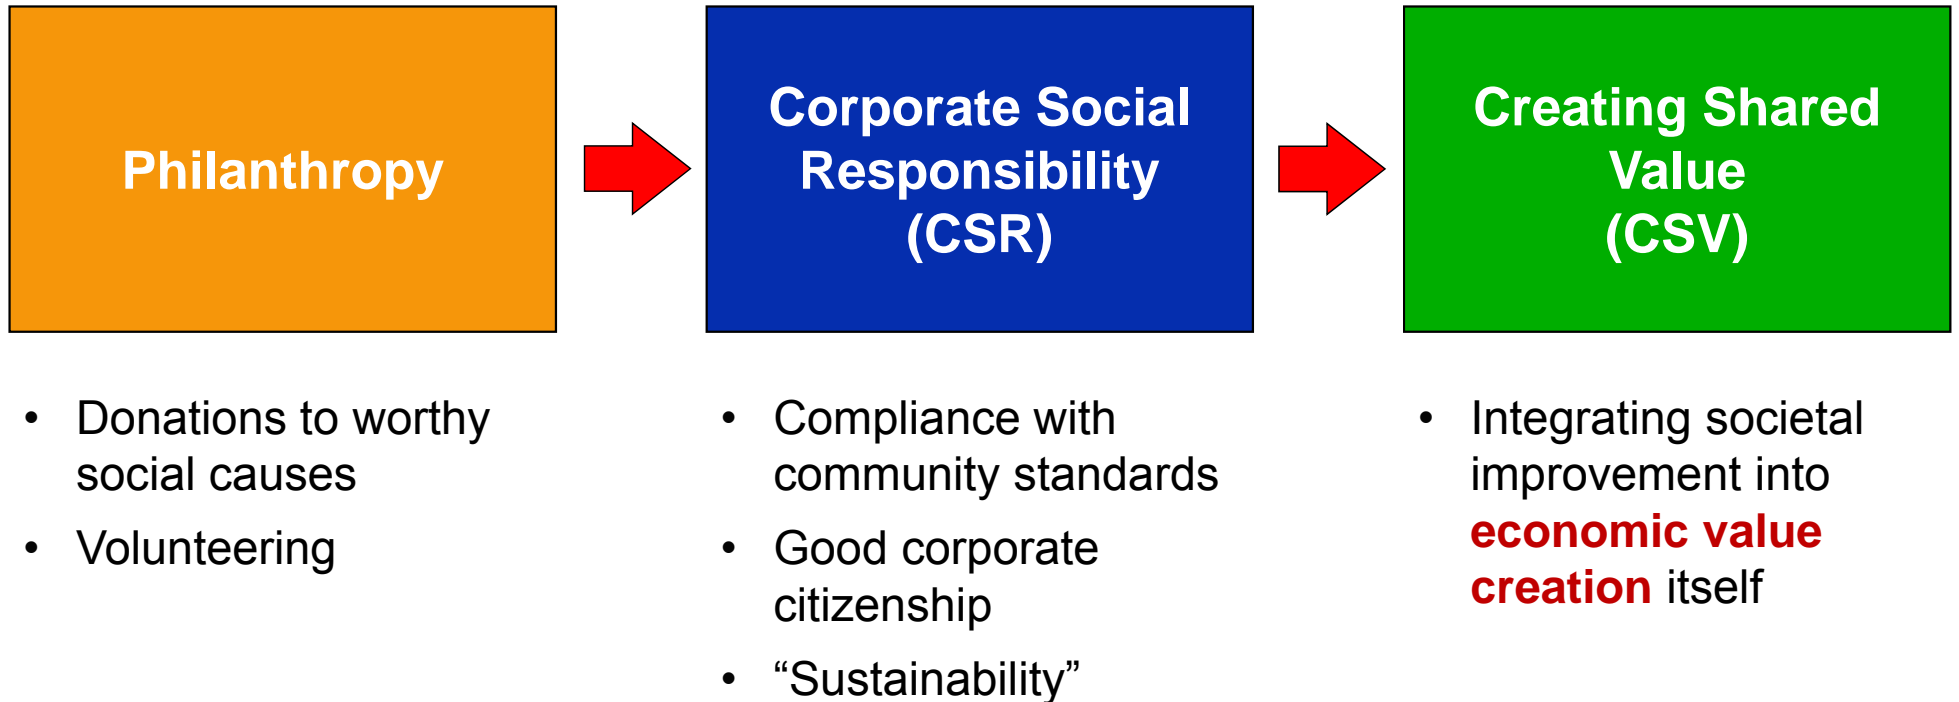 Philanthropy
Corporate Social
Responsibility
(CSR)
Creating Shared
Value
(CSV)
• Donations to worthy
social causes
• Volunteering
• Compliance with
community standards
• Good corporate
citizenship
• “Sustainability”
• Integrating societal
improvement into
economic value
creation itself